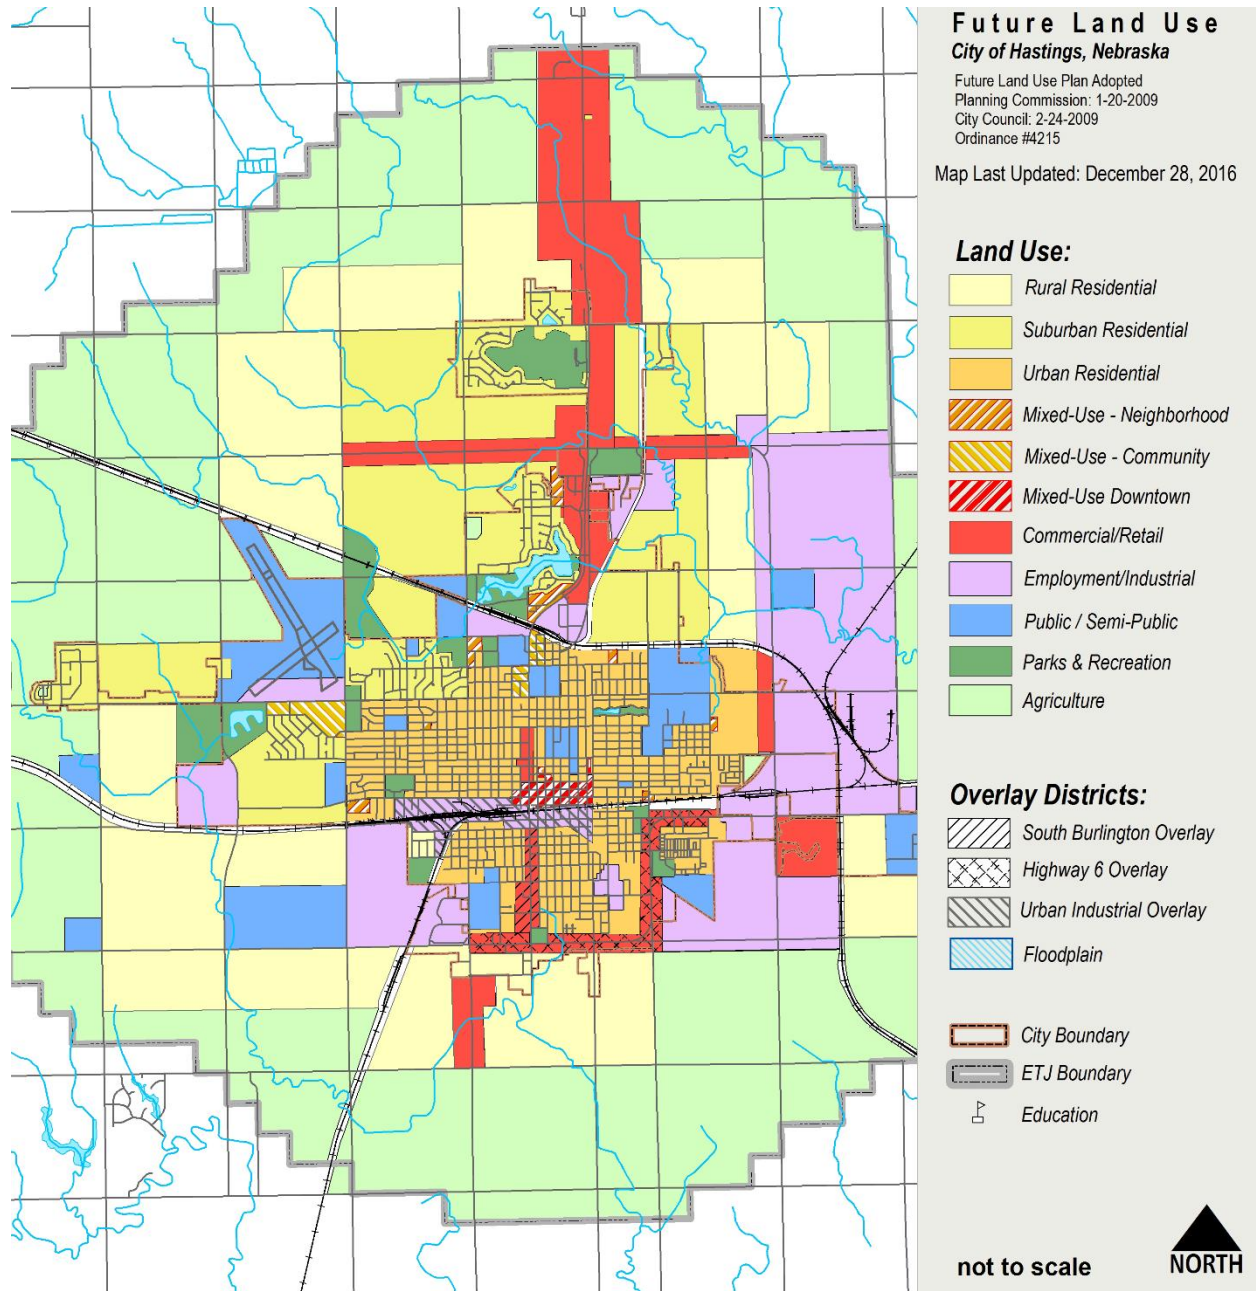 Future Land Use
City of Hastings, Nebraska
Future Land Use Plan Adopted
Planning Commission: 1-20-2009
City Council: 2-24-2009
Ordinance #4215
Map Last Updated: December 28, 2016
Land Use:
Rural Residential
Suburban Residential
Urban Residential
Mixed-Use - Neighborhood
Mixed-Use - Community
Mixed-Use Downtown
Commercial/Retail
Employment/Industrial
Public / Semi-Public
Parks & Recreation
Agriculture
Overlay Districts:
South Burlington Overlay
Highway 6 Overlay
Urban Industrial Overlay
Floodplain
City Boundary
ETJ Boundary
Education
not to scale
NORTH